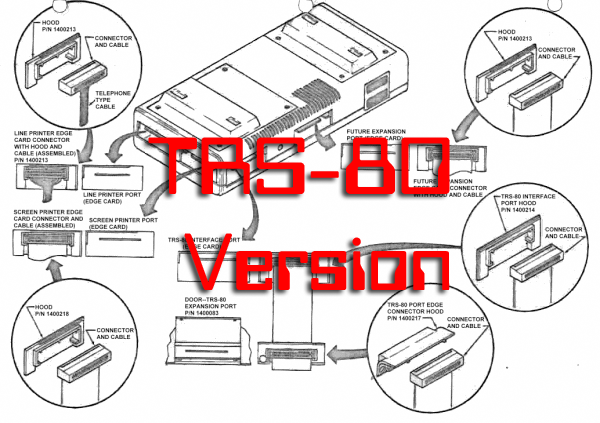 HOOD
P/N 1400213
CONNECTOR
AND CABLE
TELEPHONE
TYPE
CABLE
HOOD
P/N 1400213
CONNECTOR
AND CABLE
LINE PRINTER EDGE
CARD CONNECTOR
WITH HOOD AND
CABLE (ASSEMBLED)
P/N 1400213
LINE PRINTER PORT
(EDGE CARD)
FUTURE EXPANSION
PORT (EDGE CARD)
FUTURE EXPANSION
EDGE CARD CONNECTOR
WITH HOOD AND CABLE
TRS-80
Version
SCREEN PRINTER EDGE
CARD CONNECTOR AND
CABLE (ASSEMBLED)
SCREEN PRINTER PORT
(EDGE CARD)
TRS-80 INTERFACE PORT
(EDGE CARD)
TRS-80 INTERFACE
PORT HOOD
P/N 1400214
CONNECTOR
AND CABLE
HOOD
P/N 1400218
CONNECTOR
AND CABLE
DOOR--TRS-80
EXPANSION PORT
P/N 1400083
TRS-80 PORT EDGE
CONNECTOR HOOD
P/N 1400217
CONNECTOR
AND CABLE